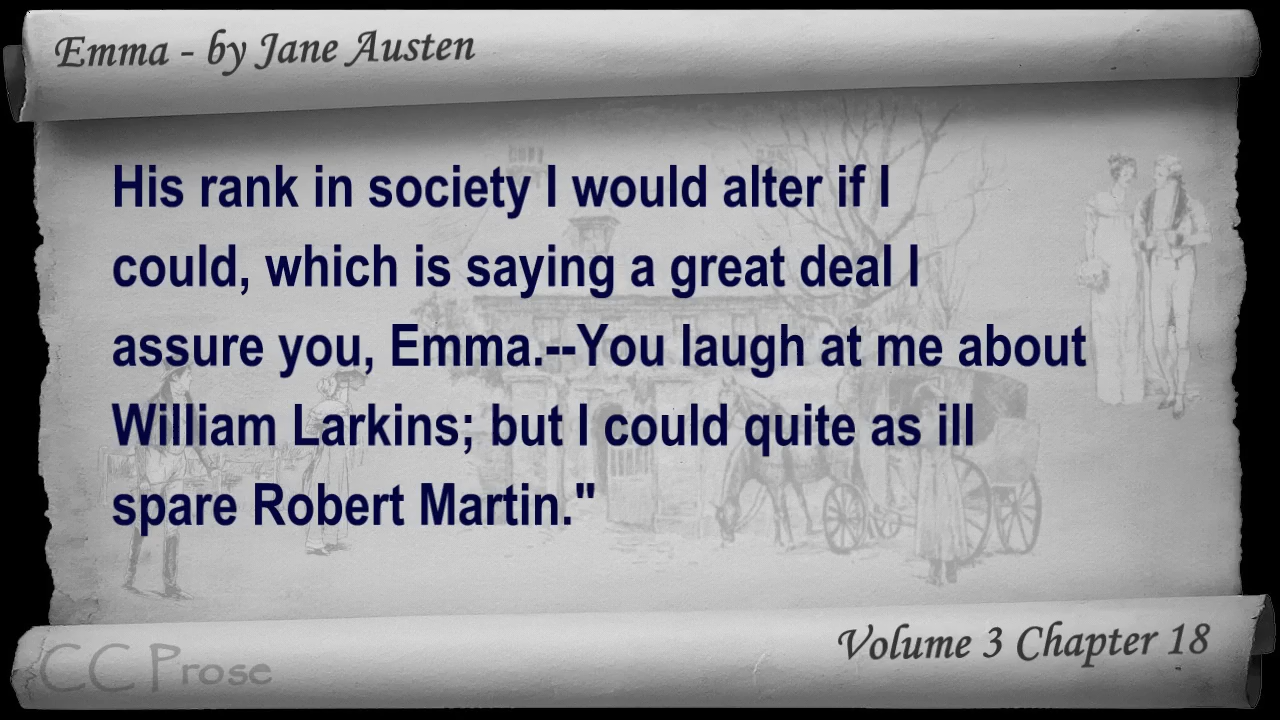 Emma - by Jane Austen
His rank in society I would alter if I
could, which is saying a great deal I
assure you, Emma.--You laugh at me about
William Larkins; but I could quite as ill
spare Robert Martin."
Volume 3 Chapter 18
CC Prose